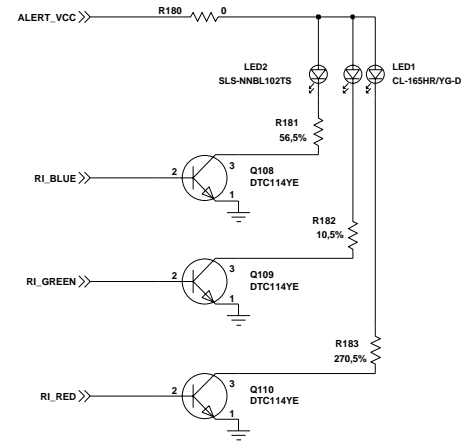 ALERT_VCC
R180
0
LED2
SLS-NNBL102TS
LED1
CL-165HR/YG-D
R181
56,5%
RI_BLUE
2
3
1
Q108
DTC114YE
R182
10,5%
RI_GREEN
2
3
1
Q109
DTC114YE
R183
270,5%
RI_RED
2
3
1
Q110
DTC114YE